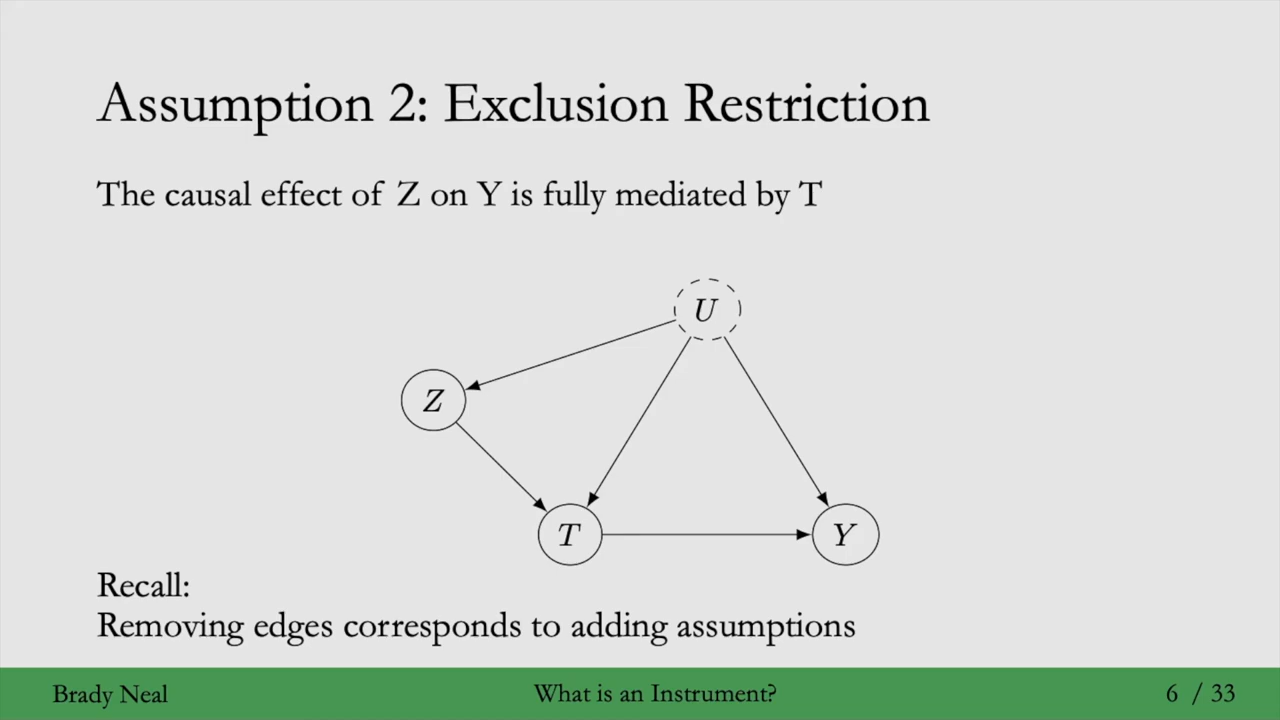 Assumption 2: Exclusion Restriction
The causal effect of Z on Y is fully mediated by T
U
Z
T
Y
Recall:
Removing edges corresponds to adding assumptions
Brady Neal
What is an Instrument?
6 / 33